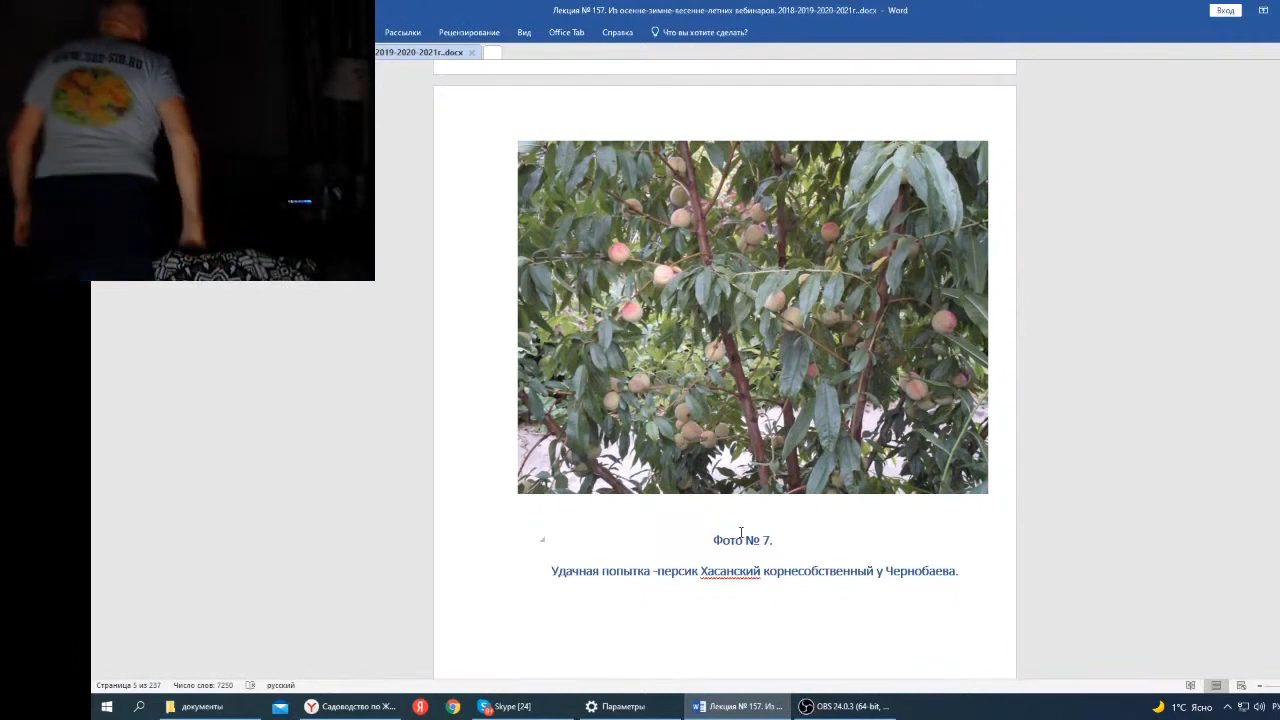 Лекция № 157. Из осенне-зимне-весенне-летних вебинаров. 2018-2019-2020-2021г..docx - Word
Вход
Рассылки Рецензирование Вид Office Tab Справка Что вы хотите сделать?
2019-2020-2021г..docx
Фото № 7.
Удачная попытка -персик Хасанский корнесобственный у Чернобаева.
Страница 5 из 237 Число слов: 7250 русский
документы
Садоводство по Ж...
Skype [24]
Параметры
Лекция № 157. Из ...
OBS 24.0.3 (64-bit, ...
1°C Ясно